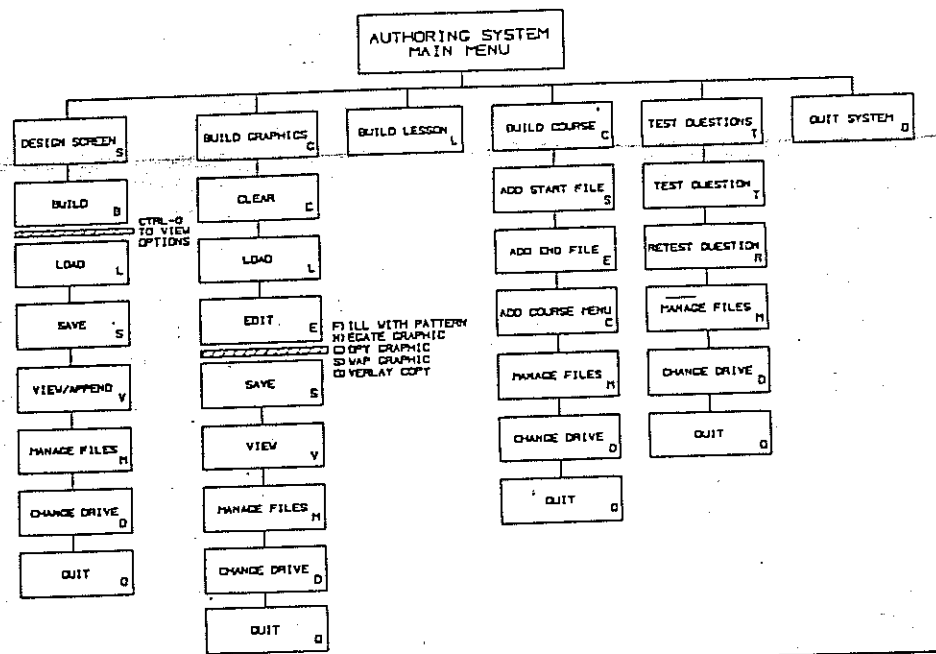 AUTHORING SYSTEM
MAIN MENU
DESIGN SCREEN S
BUILD B
CTRL-O
TO VIEW
OPTIONS
LOAD L
SAVE S
VIEW/APPEND V
MANAGE FILES M
CHANGE DRIVE D
QUIT Q
BUILD GRAPHICS G
CLEAR C
LOAD L
EDIT E
F)ILL WITH PATTERN
N)EGATE GRAPHIC
C)OPY GRAPHIC
S)WAP GRAPHIC
O)VERLAY COPY
SAVE S
VIEW V
MANAGE FILES M
CHANGE DRIVE D
QUIT Q
BUILD LESSON L
BUILD COURSE C
ADD START FILE S
ADD END FILE E
ADD COURSE MENU C
MANAGE FILES M
CHANGE DRIVE D
QUIT Q
TEST QUESTIONS T
TEST QUESTION T
RETEST QUESTION R
MANAGE FILES M
CHANGE DRIVE D
QUIT Q
QUIT SYSTEM Q